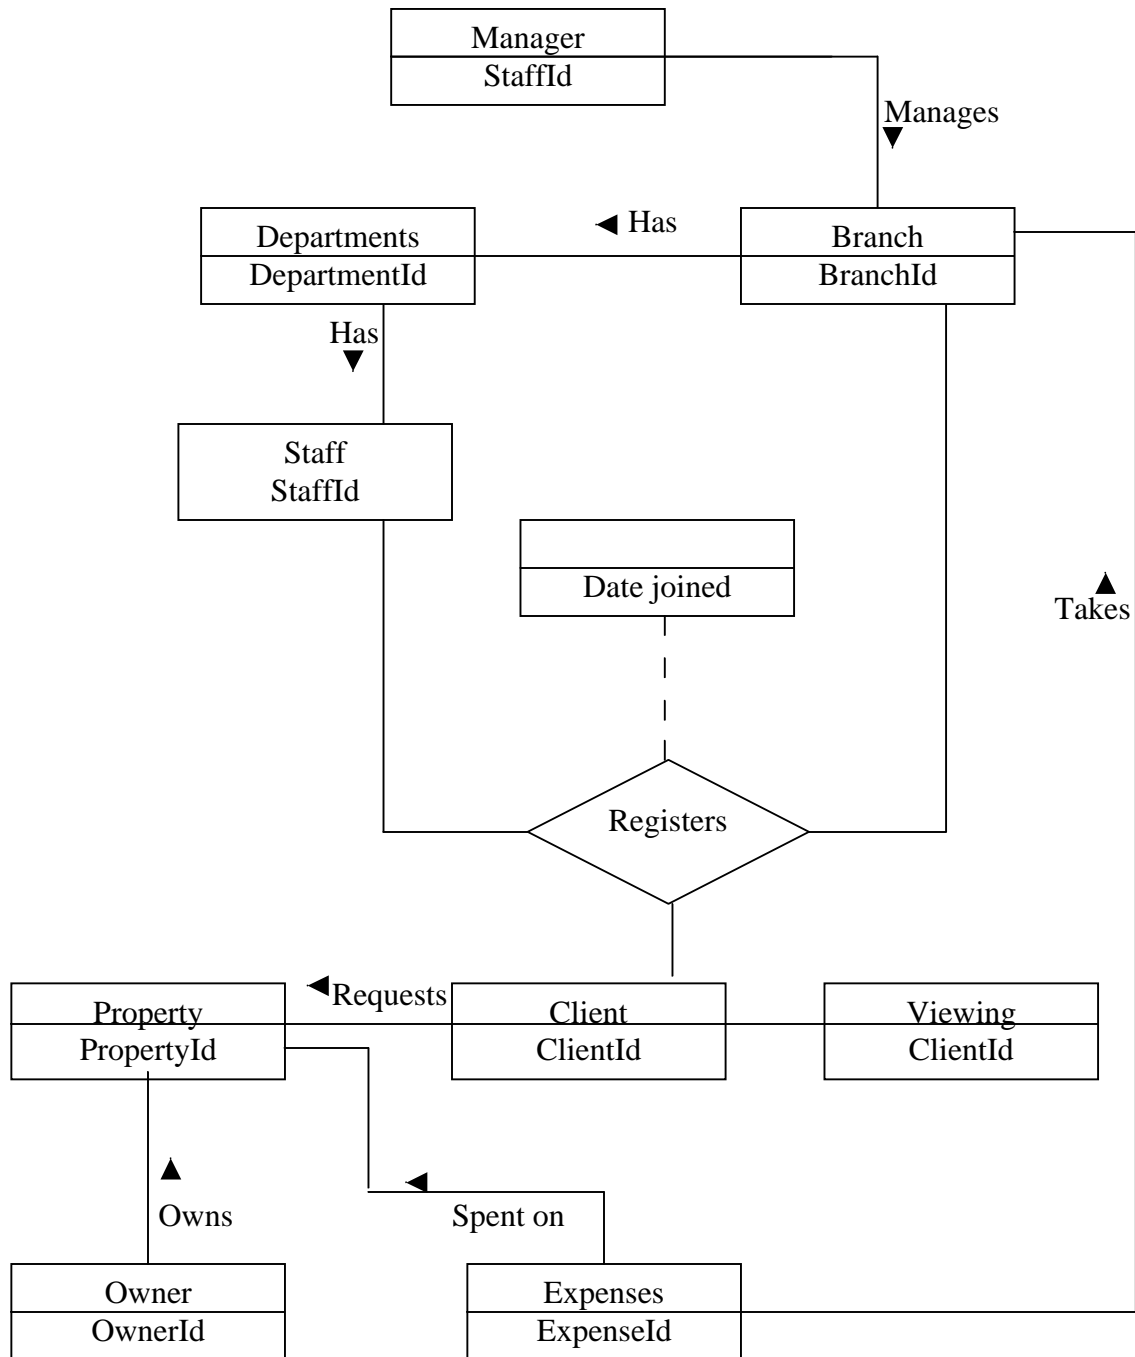 Manager
StaffId
Manages
Has
Departments
DepartmentId
Branch
BranchId
Has
Staff
StaffId
Date joined
Takes
Registers
Requests
Property
PropertyId
Client
ClientId
Viewing
ClientId
Owns
Spent on
Owner
OwnerId
Expenses
ExpenseId